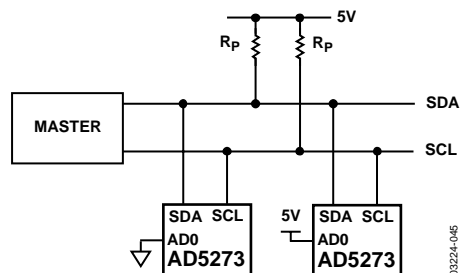 5V
RP
RP
SDA
MASTER
SCL
SDA SCL
AD0
AD5273
5V
SDA SCL
AD0
AD5273
03224-045